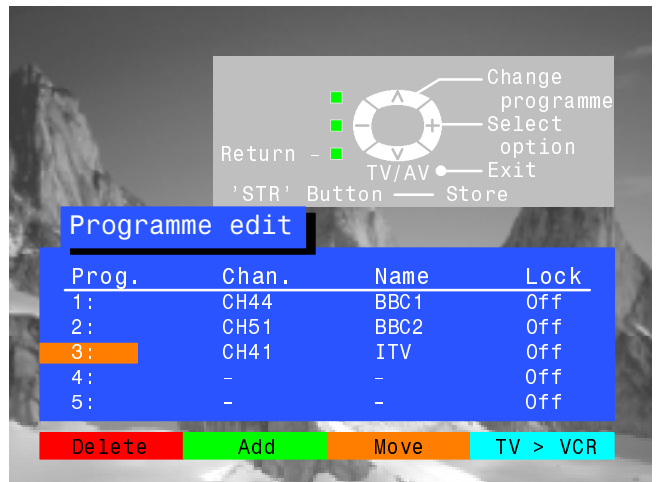 Change
programme
Select
option
Return –
TV/AV
Exit
'STR' Button — Store
Programme edit
Prog. Chan. Name Lock
1: CH44 BBC1 Off
2: CH51 BBC2 Off
3: CH41 ITV Off
4: – – Off
5: – – Off
Delete Add Move TV > VCR